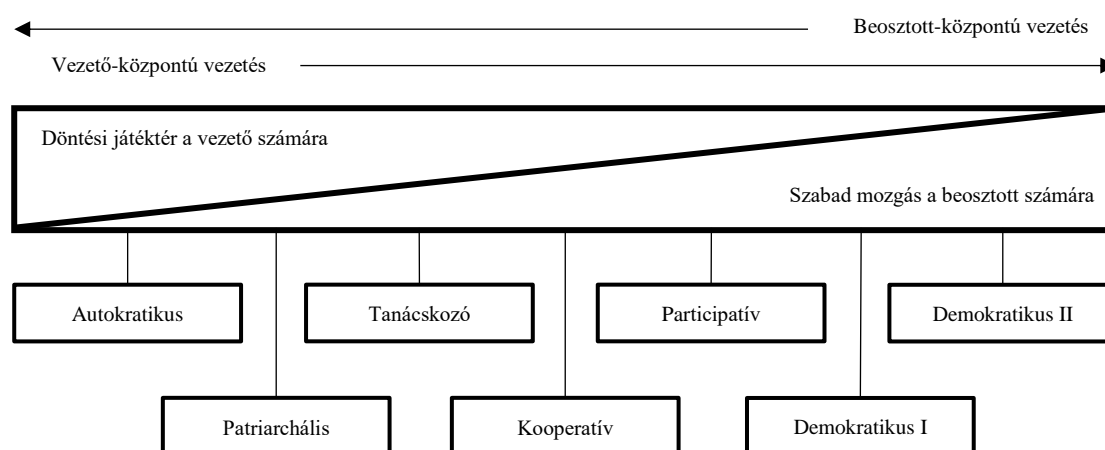 Beosztott-központú vezetés
Vezető-központú vezetés
Döntési játéktér a vezető számára
Szabad mozgás a beosztott számára
Autokratikus
Tanácskozó
Participatív
Demokratikus II
Patriarchális
Kooperatív
Demokratikus I